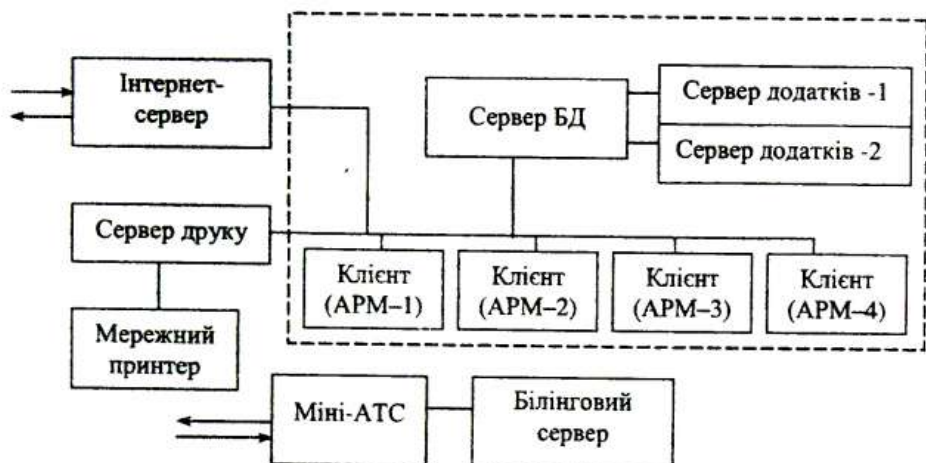 Інтернет-
сервер
Сервер БД
Сервер додатків -1
Сервер додатків -2
Сервер друку
Клієнт
(АРМ–1)
Клієнт
(АРМ–2)
Клієнт
(АРМ–3)
Клієнт
(АРМ–4)
Мережний
принтер
Міні-АТС
Білінговий
сервер